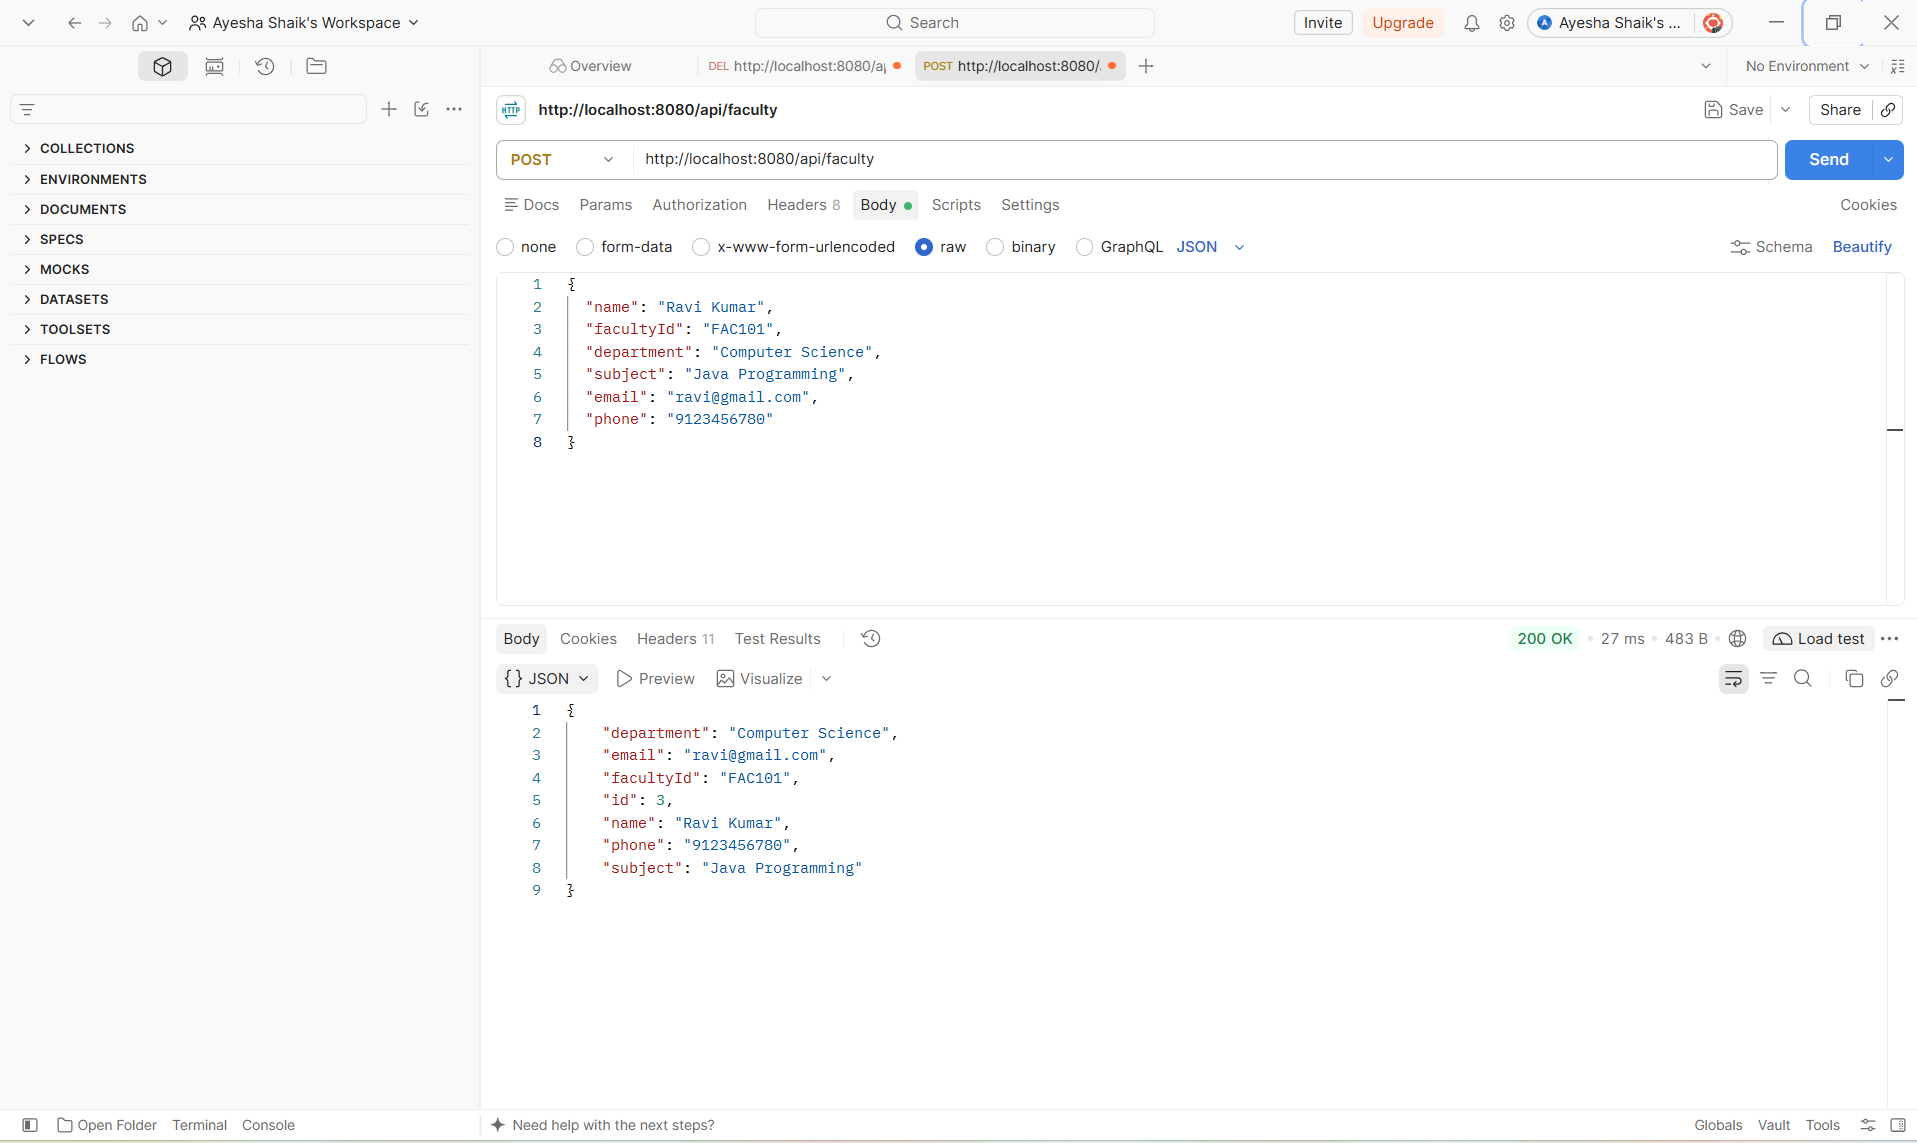 Ayesha Shaik's Workspace
Search
Invite
Upgrade
Ayesha Shaik's ...
Overview
DEL http://localhost:8080/a
POST http://localhost:8080/
No Environment
HTTP http://localhost:8080/api/faculty
Save
Share
COLLECTIONS
ENVIRONMENTS
DOCUMENTS
SPECS
MOCKS
DATASETS
TOOLSETS
FLOWS
POST http://localhost:8080/api/faculty
Send
Docs Params Authorization Headers 8 Body Scripts Settings
Cookies
none form-data x-www-form-urlencoded raw binary GraphQL JSON
Schema Beautify
1 {
2 "name": "Ravi Kumar",
3 "facultyId": "FAC101",
4 "department": "Computer Science",
5 "subject": "Java Programming",
6 "email": "ravi@gmail.com",
7 "phone": "9123456780"
8 }
Body Cookies Headers 11 Test Results
200 OK 27 ms 483 B Load test
{} JSON Preview Visualize
1 {
2 "department": "Computer Science",
3 "email": "ravi@gmail.com",
4 "facultyId": "FAC101",
5 "id": 3,
6 "name": "Ravi Kumar",
7 "phone": "9123456780",
8 "subject": "Java Programming"
9 }
Open Folder Terminal Console
Need help with the next steps?
Globals Vault Tools